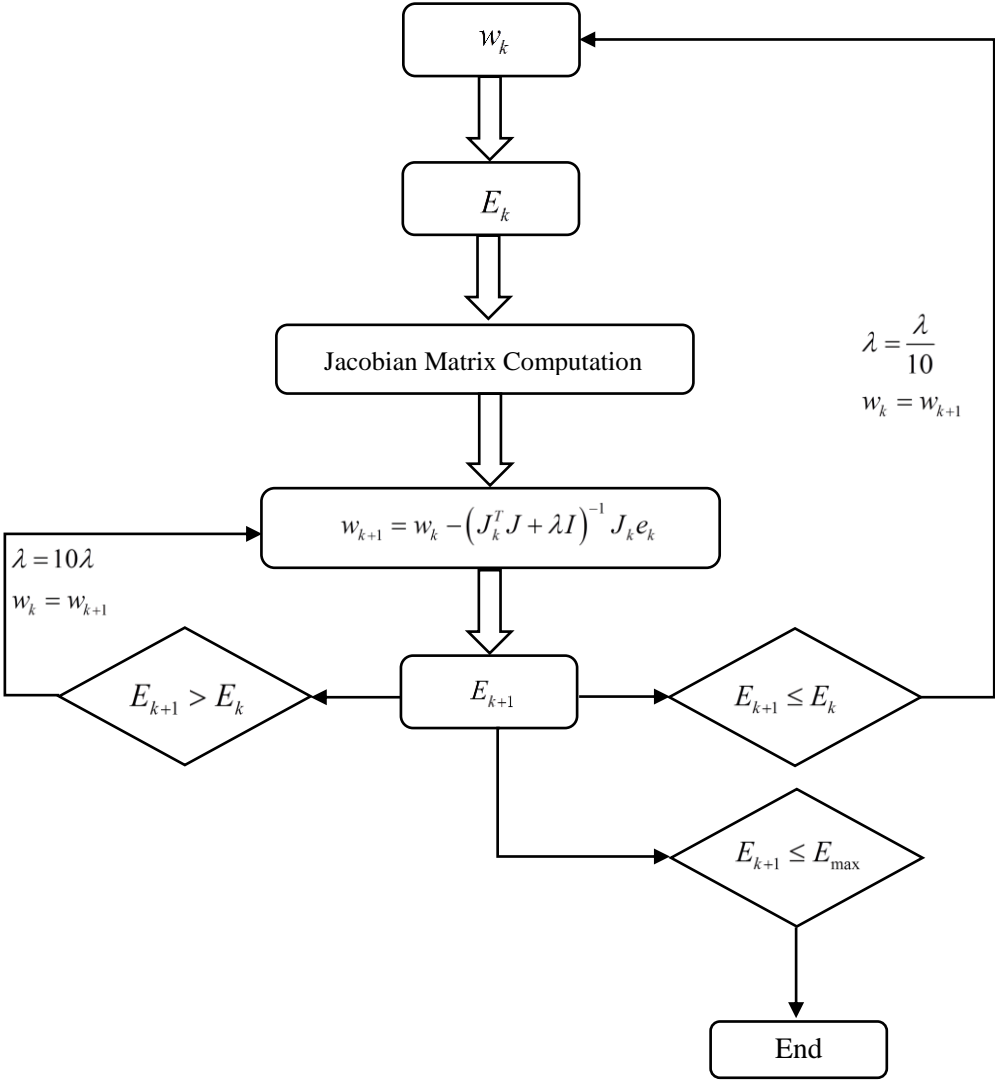 w_k
E_k
Jacobian Matrix Computation
λ = λ/10
w_k = w_{k+1}
w_{k+1} = w_k − (J_k^T J + λI)^{−1} J_k e_k
λ = 10λ
w_k = w_{k+1}
E_{k+1} > E_k
E_{k+1}
E_{k+1} ≤ E_k
E_{k+1} ≤ E_max
End